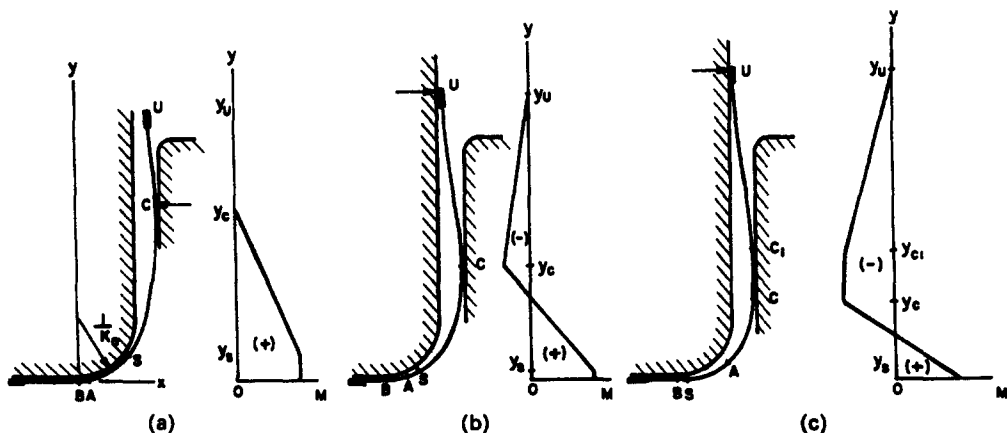 y
U
C
1/K₀
S
B A
x
y
yU
yC
(+)
yS
O
M
(a)
U
C
B
A
S
y
yU
(-)
yC
(+)
yS
O
M
(b)
U
C₁
C
A
B S
y
yU
yC₁
(-)
yC
yS
(+)
O
M
(c)